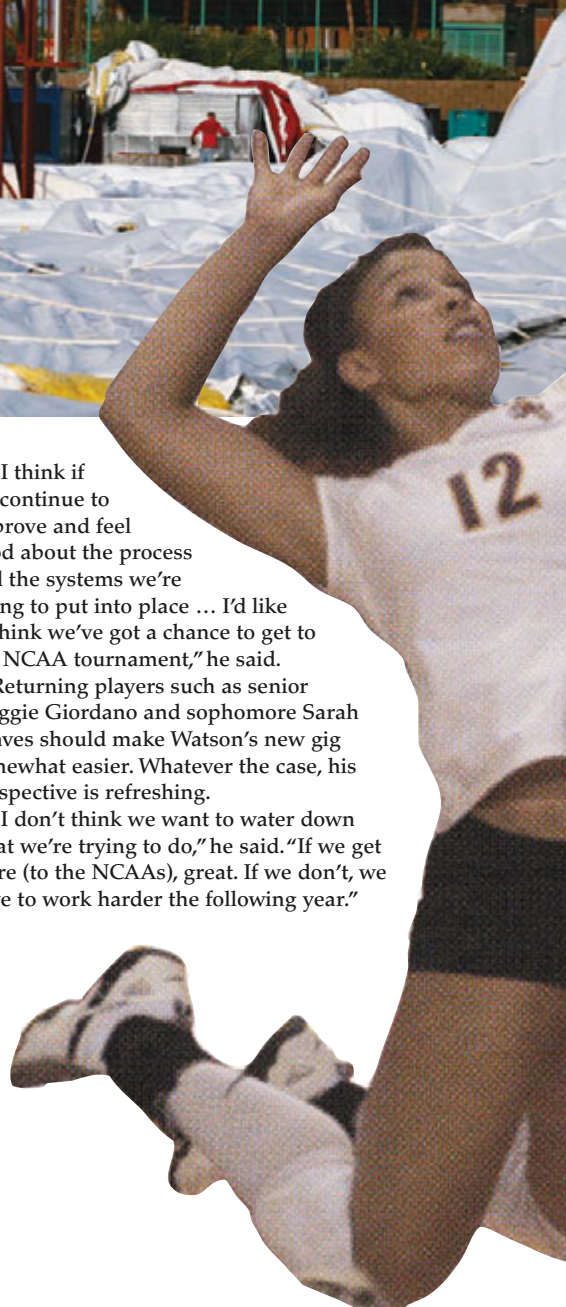 12
I think if
continue to
prove and feel
od about the process
d the systems we're
ng to put into place … I'd like
hink we've got a chance to get to
NCAA tournament," he said.
Returning players such as senior
ggie Giordano and sophomore Sarah
aves should make Watson's new gig
mewhat easier. Whatever the case, his
spective is refreshing.
I don't think we want to water down
at we're trying to do," he said. "If we get
re (to the NCAAs), great. If we don't, we
e to work harder the following year."